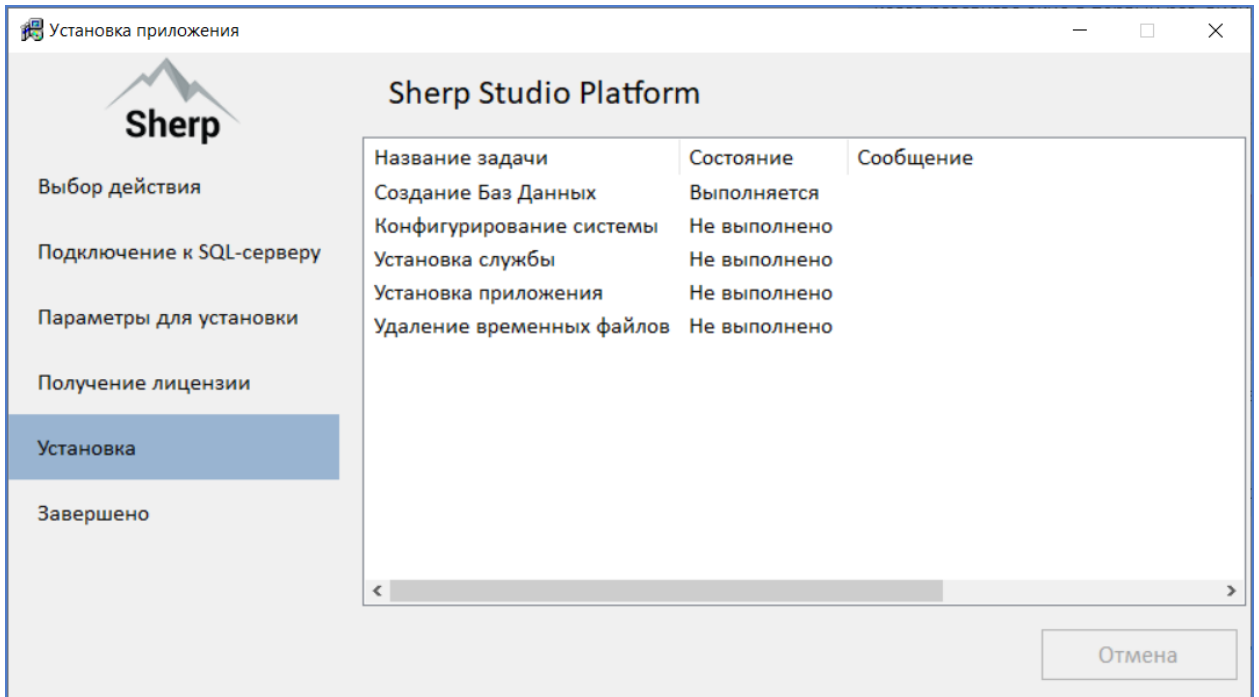 Установка приложения
Sherp
Выбор действия
Подключение к SQL-серверу
Параметры для установки
Получение лицензии
Установка
Завершено
Sherp Studio Platform
Название задачи Состояние Сообщение
Создание Баз Данных Выполняется
Конфигурирование системы Не выполнено
Установка службы Не выполнено
Установка приложения Не выполнено
Удаление временных файлов Не выполнено
Отмена